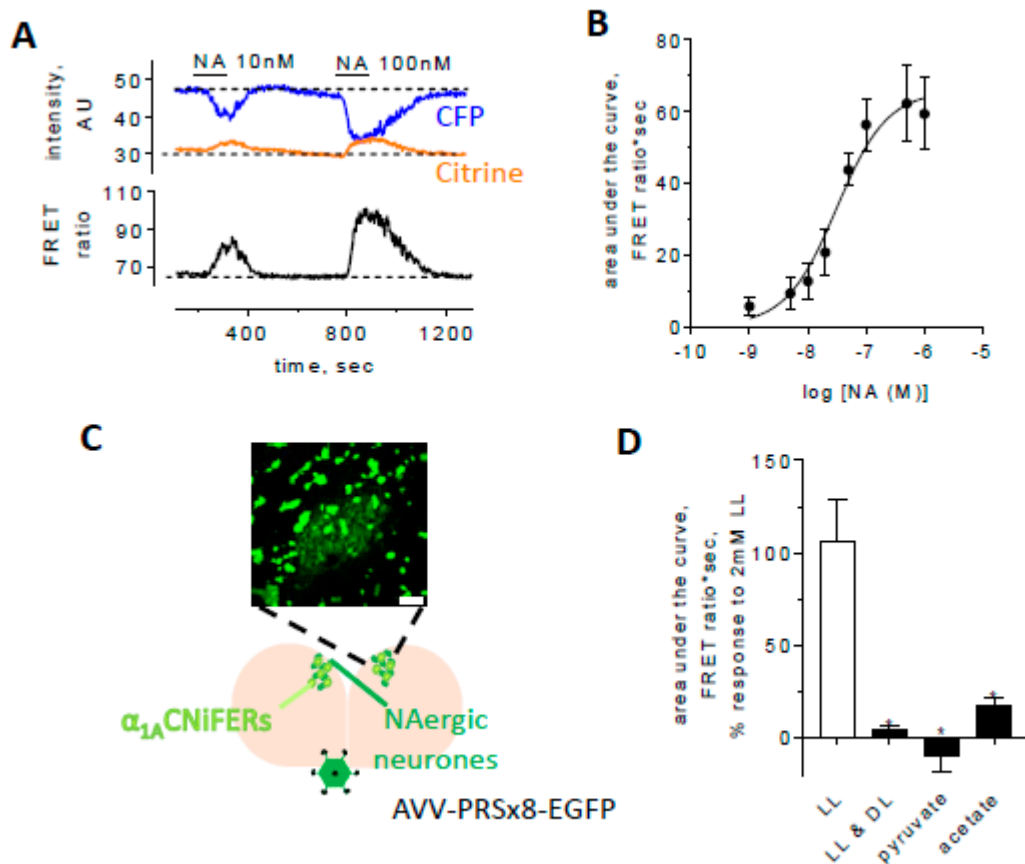 A
NA 10nM
NA 100nM
intensity,
AU
50
40
30
CFP
Citrine
FRET
ratio
110
90
70
400
800
1200
time, sec
B
area under the curve,
FRET ratio*sec
80
60
40
20
0
-10
-9
-8
-7
-6
-5
log [NA (M)]
C
α1ACNiFERs
NAergic
neurones
AVV-PRSx8-EGFP
D
area under the curve,
FRET ratio*sec,
% response to 2mM LL
150
100
50
0
*
*
*
LL
LL & DL
pyruvate
acetate